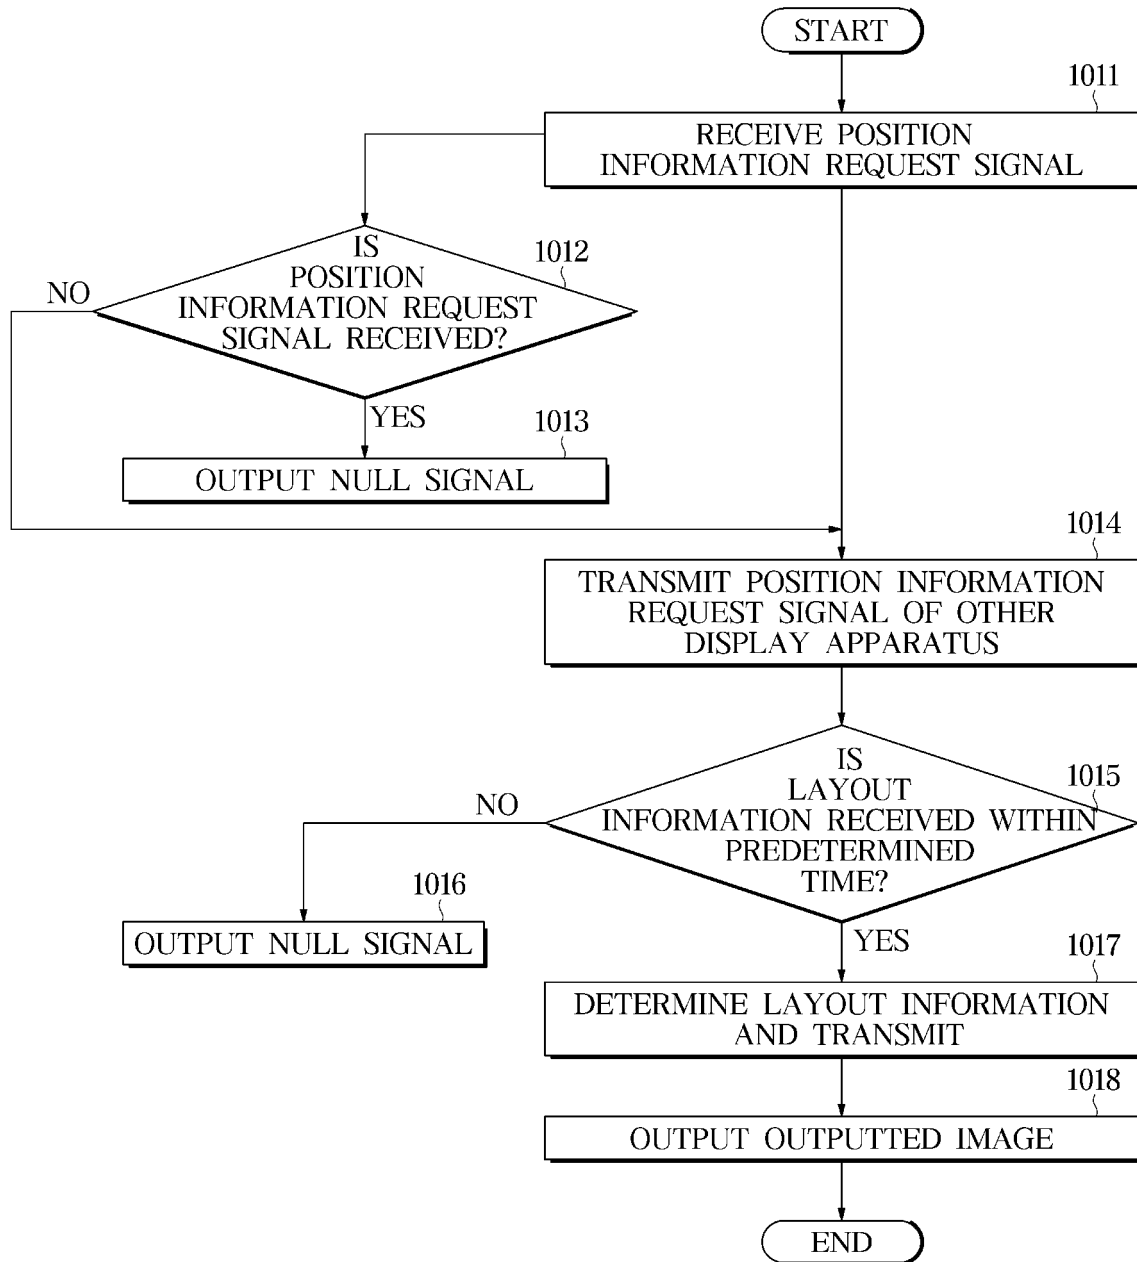 START
1011
RECEIVE POSITION
INFORMATION REQUEST SIGNAL
1012
IS
POSITION
INFORMATION REQUEST
SIGNAL RECEIVED?
NO
YES
1013
OUTPUT NULL SIGNAL
1014
TRANSMIT POSITION INFORMATION
REQUEST SIGNAL OF OTHER
DISPLAY APPARATUS
1015
IS
LAYOUT
INFORMATION RECEIVED WITHIN
PREDETERMINED
TIME?
NO
1016
OUTPUT NULL SIGNAL
YES
1017
DETERMINE LAYOUT INFORMATION
AND TRANSMIT
1018
OUTPUT OUTPUTTED IMAGE
END